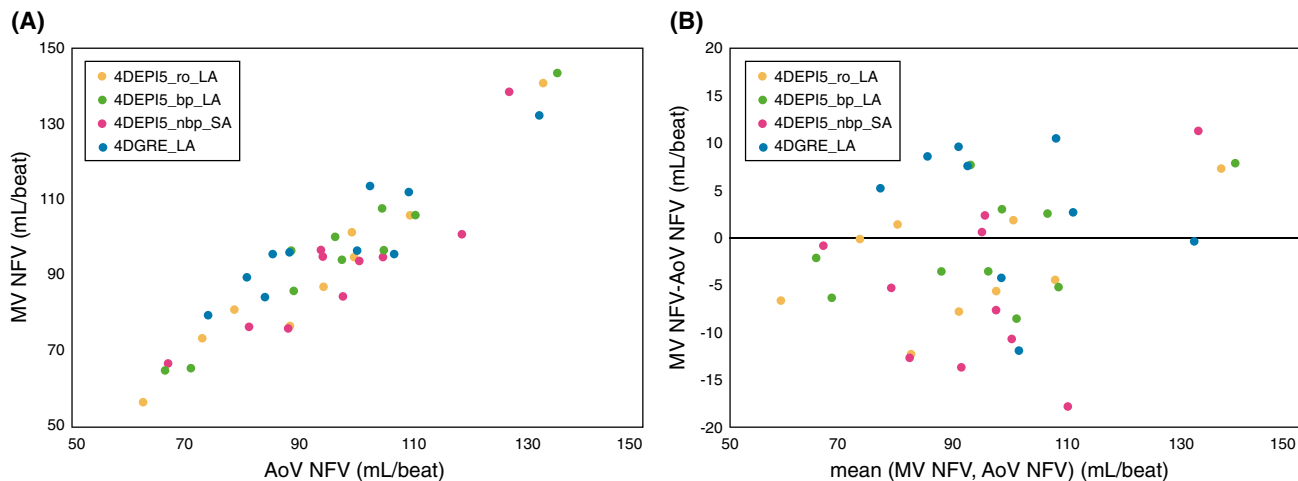 (A)
MV NFV (mL/beat)
150
130
110
90
70
50
4DEPI5_ro_LA
4DEPI5_bp_LA
4DEPI5_nbp_SA
4DGRE_LA
50 70 90 110 130 150
AoV NFV (mL/beat)
(B)
MV NFV-AoV NFV (mL/beat)
20
15
10
5
0
-5
-10
-15
-20
4DEPI5_ro_LA
4DEPI5_bp_LA
4DEPI5_nbp_SA
4DGRE_LA
50 70 90 110 130 150
mean (MV NFV, AoV NFV) (mL/beat)